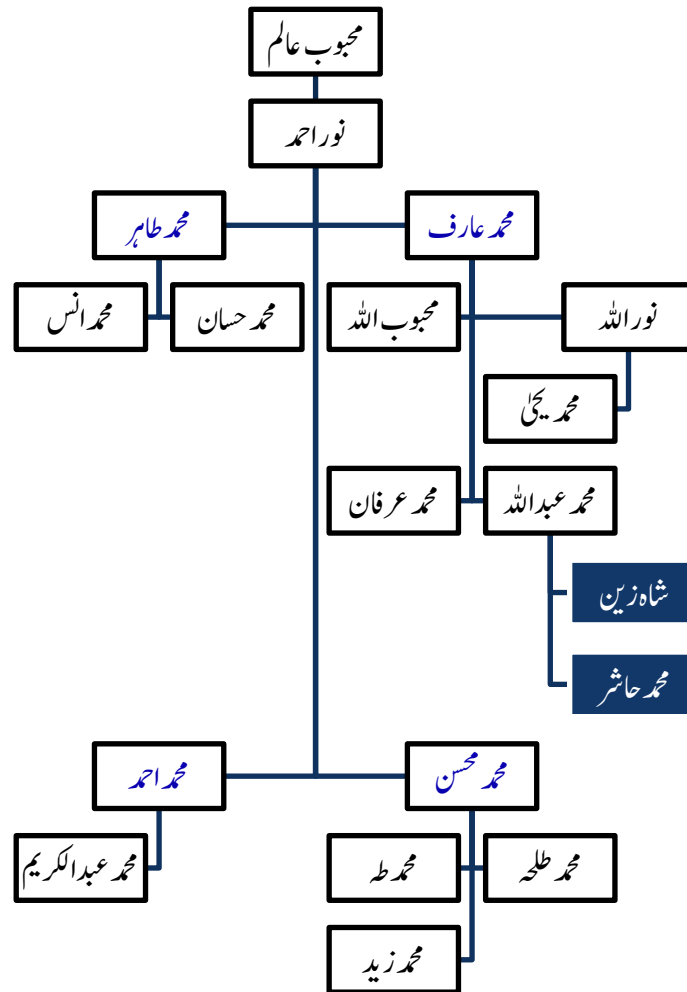 محبوب عالم
نور احمد
محمد عارف
محمد طاہر
نور اللہ
محبوب اللہ
محمد حسان
محمد انس
محمد یحیٰ
محمد عبداللہ
محمد عرفان
شاہ زین
محمد حاشر
محمد محسن
محمد احمد
محمد طلحہ
محمد طہ
محمد عبدالکریم
محمد زید